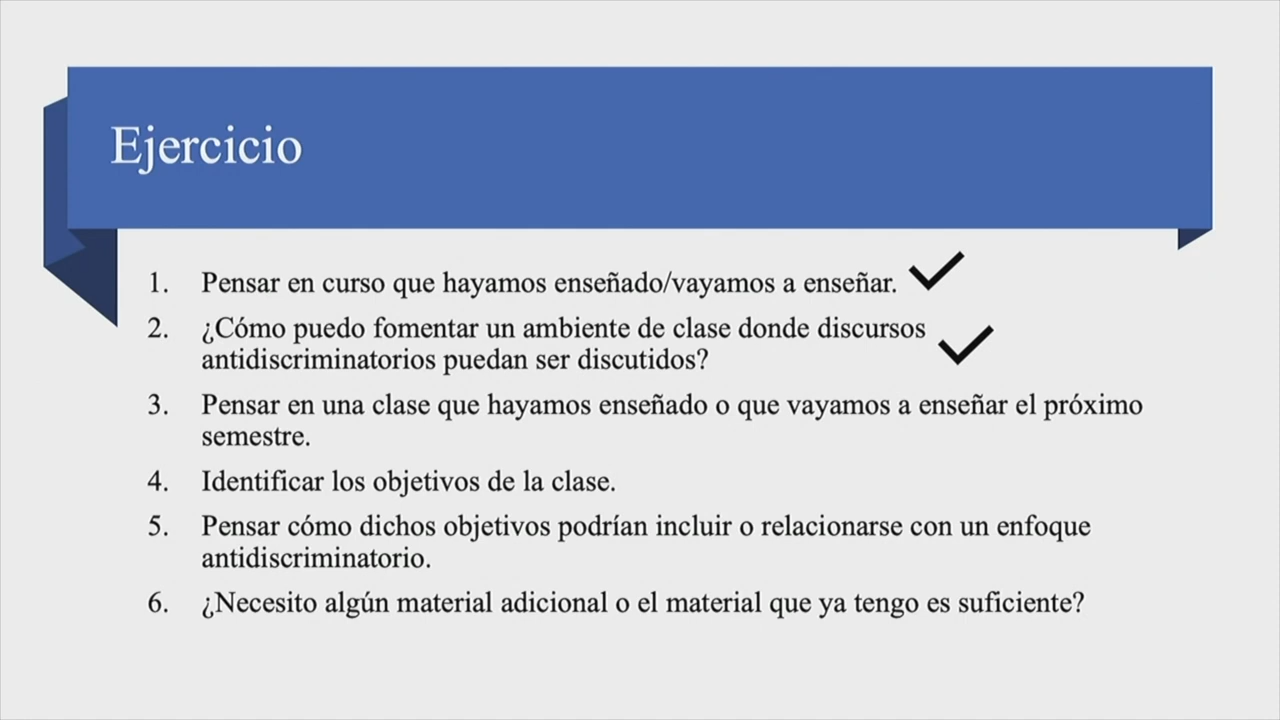 Ejercicio
1. Pensar en curso que hayamos enseñado/vayamos a enseñar.
2. ¿Cómo puedo fomentar un ambiente de clase donde discursos
antidiscriminatorios puedan ser discutidos?
3. Pensar en una clase que hayamos enseñado o que vayamos a enseñar el próximo
semestre.
4. Identificar los objetivos de la clase.
5. Pensar cómo dichos objetivos podrían incluir o relacionarse con un enfoque
antidiscriminatorio.
6. ¿Necesito algún material adicional o el material que ya tengo es suficiente?